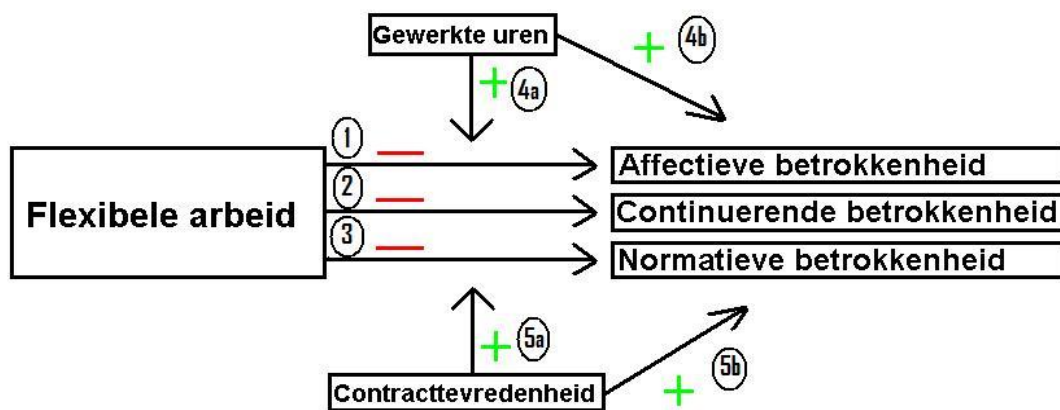 Gewerkte uren
+ 4b
+ 4a
1 —
Flexibele arbeid
Affectieve betrokkenheid
2 —
Continuerende betrokkenheid
3 —
Normatieve betrokkenheid
+ 5a
+ 5b
Contracttevredenheid